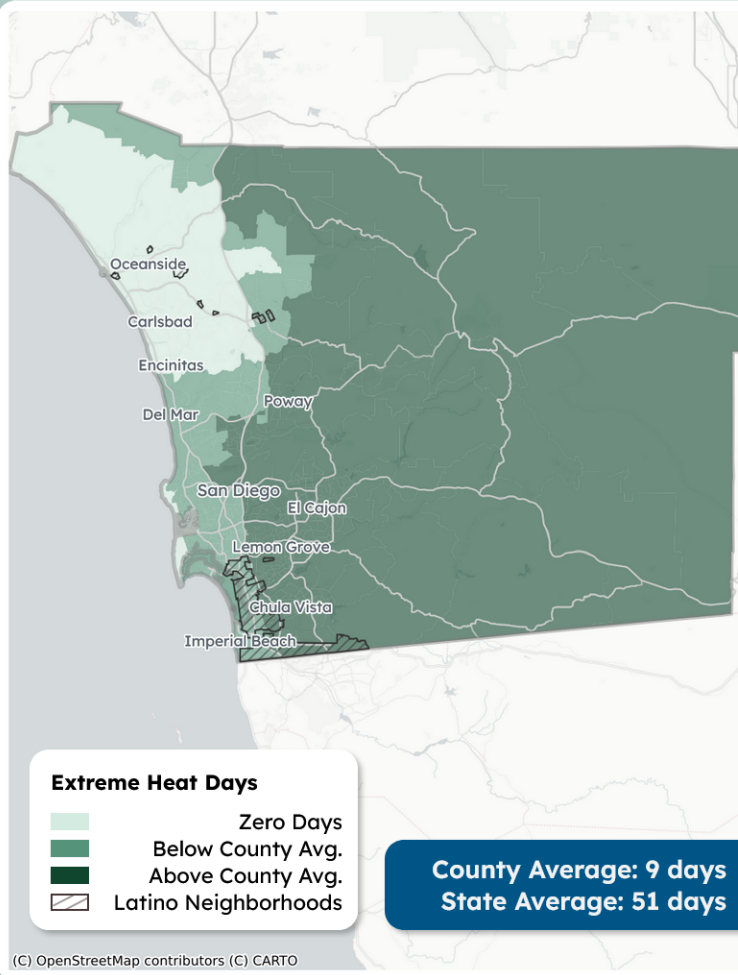 Oceanside
Carlsbad
Encinitas
Del Mar
Poway
San Diego
El Cajon
Lemon Grove
Chula Vista
Imperial Beach
Extreme Heat Days
Zero Days
Below County Avg.
Above County Avg.
Latino Neighborhoods
County Average: 9 days
State Average: 51 days
(C) OpenStreetMap contributors (C) CARTO